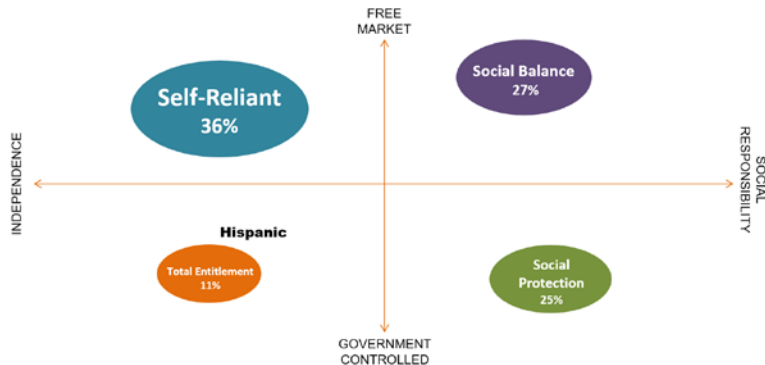 FREE
MARKET
Self-Reliant
36%
Social Balance
27%
INDEPENDENCE
SOCIAL
RESPONSIBILITY
Hispanic
Total Entitlement
11%
Social
Protection
25%
GOVERNMENT
CONTROLLED